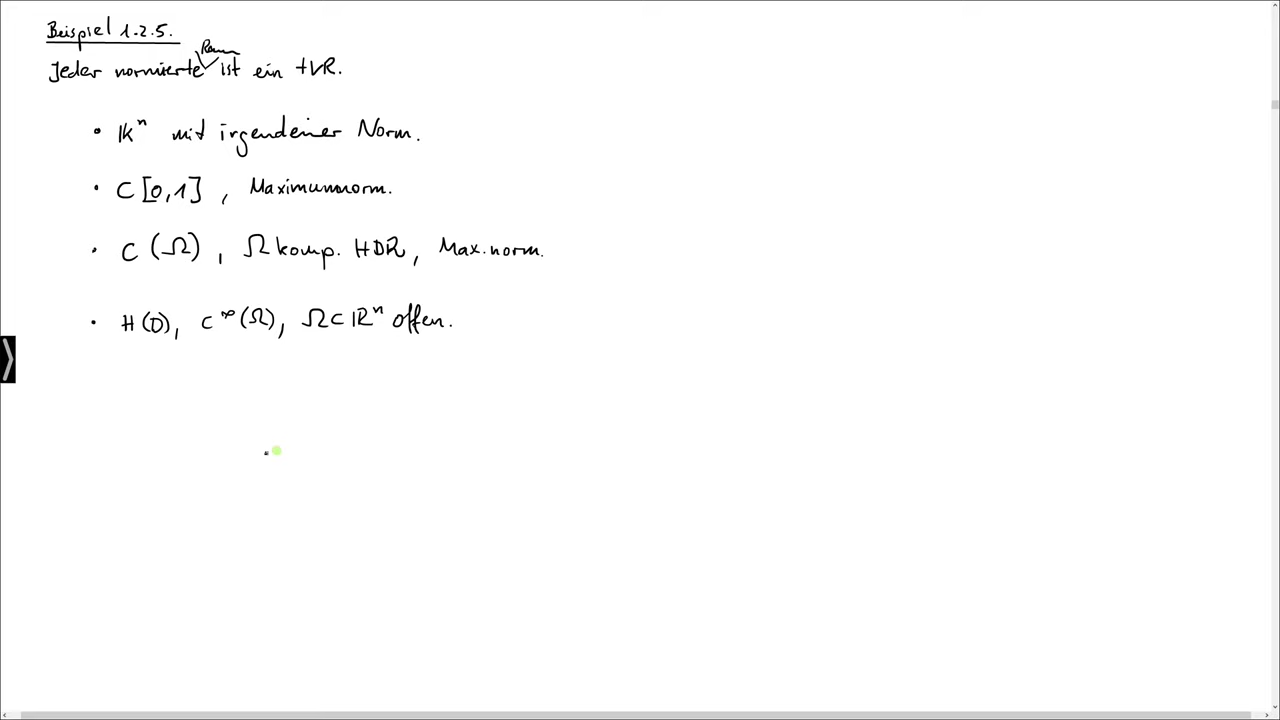 Beispiel 1.2.5.
Jeder normierte Raum ist ein tVR.
• 𝕂ⁿ mit irgendeiner Norm.
• C[0,1], Maximumsnorm.
• C(Ω), Ω komp. HDR, Max.norm.
• H(D), C^∞(Ω), Ω⊂ℝⁿ offen.